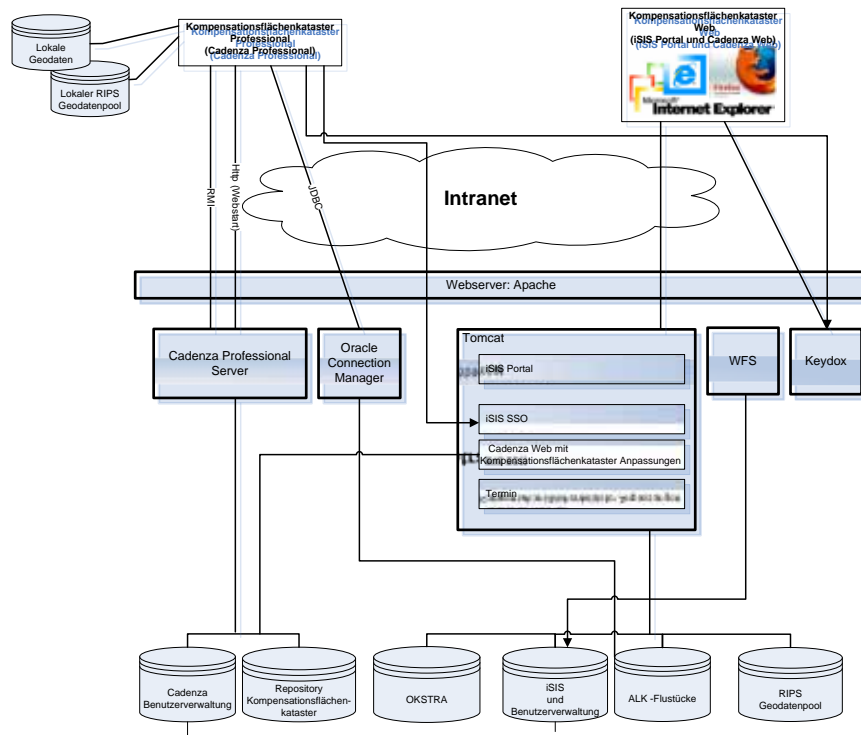 Lokale
Geodaten
Lokaler RIPS
Geodatenpool
Kompensationsflächenkataster
Professional
(Cadenza Professional)
Kompensationsflächenkataster
Web
(iSIS Portal und Cadenza Web)
Microsoft
Internet Explorer
RMI
Http (Webstart)
JDBC
Intranet
Webserver: Apache
Cadenza Professional
Server
Oracle
Connection
Manager
Tomcat
iSIS Portal
iSIS SSO
Cadenza Web mit
Kompensationsflächenkataster Anpassungen
Termin
WFS
Keydox
Cadenza
Benutzerverwaltung
Repository
Kompensationsflächen-
kataster
OKSTRA
iSIS
und
Benutzerverwaltung
ALK -Flustücke
RIPS
Geodatenpool